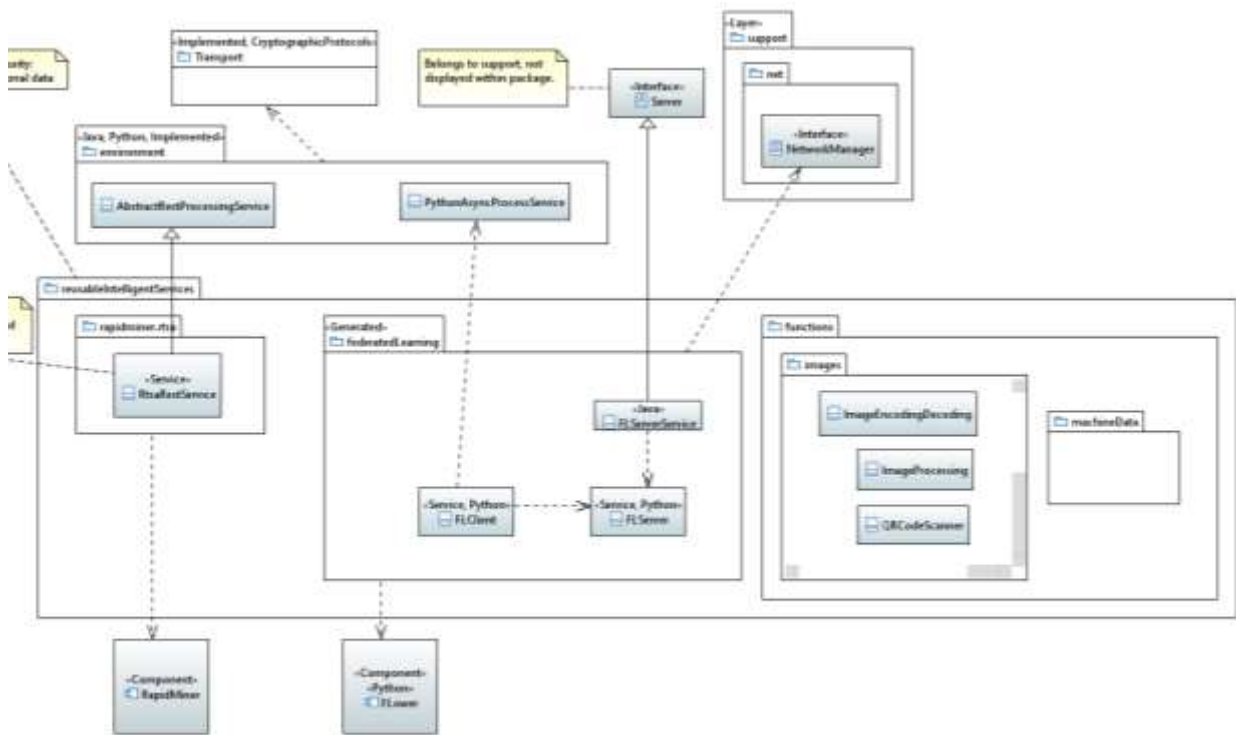 «Layer»
support
«Implemented, CryptographicProtocols»
Transport
Belongs to support, not
displayed within package.
net
«Interface»
Server
«Java, Python, Implemented»
environment
«Interface»
NetworkManager
AbstractRestProcessingService
PythonAsyncProcessService
reusableIntelligentServices
rapidminer.rtsa
«Generated»
federatedLearning
functions
images
«Service»
RtsaRestService
«Java»
FLServerService
ImageEncodingDecoding
machineData
ImageProcessing
«Service, Python»
FLClient
«Service, Python»
FLServer
QRCodeScanner
«Component»
RapidMiner
«Component»
«Python»
FLower